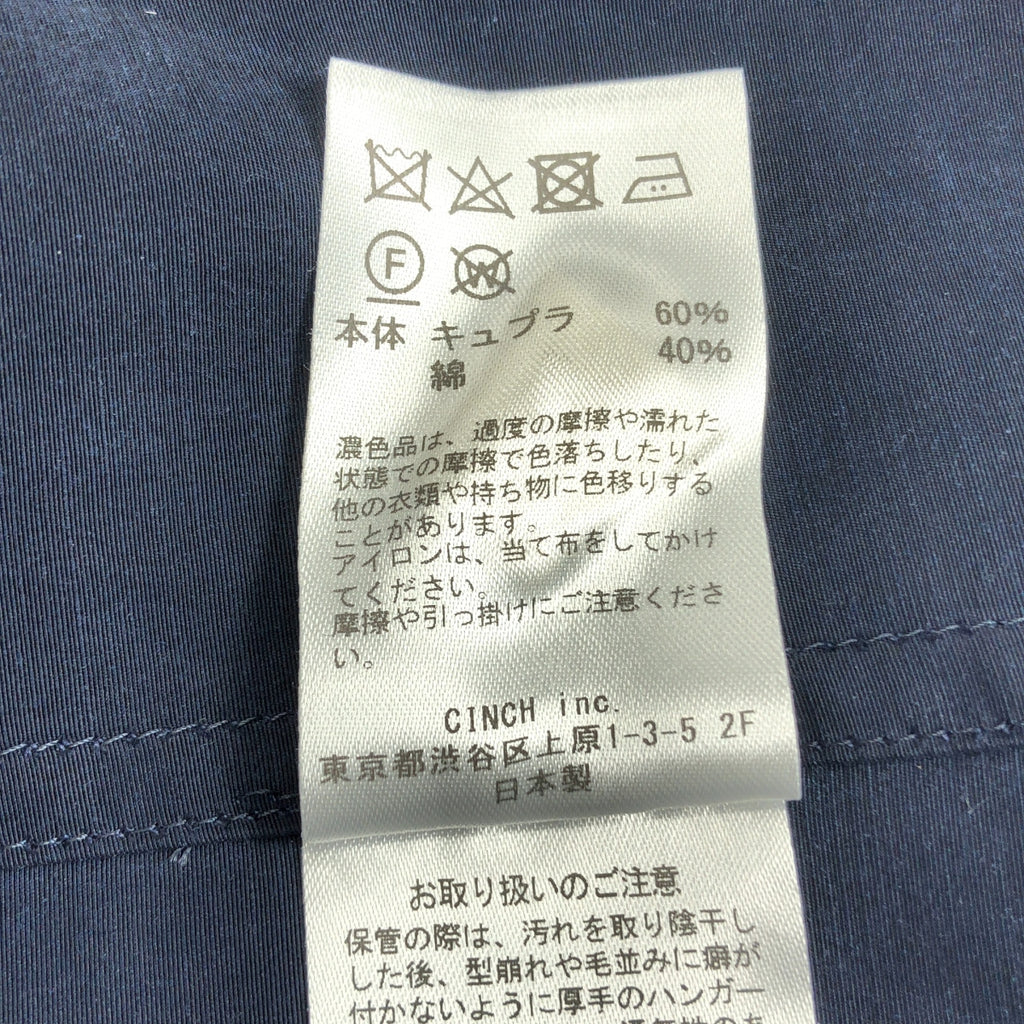 F W
本体 キュプラ 60%
綿 40%
濃色品は、過度の摩擦や濡れた
状態での摩擦で色落ちしたり、
他の衣類や持ち物に色移りする
ことがあります。
アイロンは、当て布をしてかけ
てください。
摩擦や引っ掛けにご注意くださ
い。
CINCH inc.
東京都渋谷区上原1-3-5 2F
日本製
お取り扱いのご注意
保管の際は、汚れを取り陰干し
した後、型崩れや毛並みに癖が
付かないように厚手のハンガー